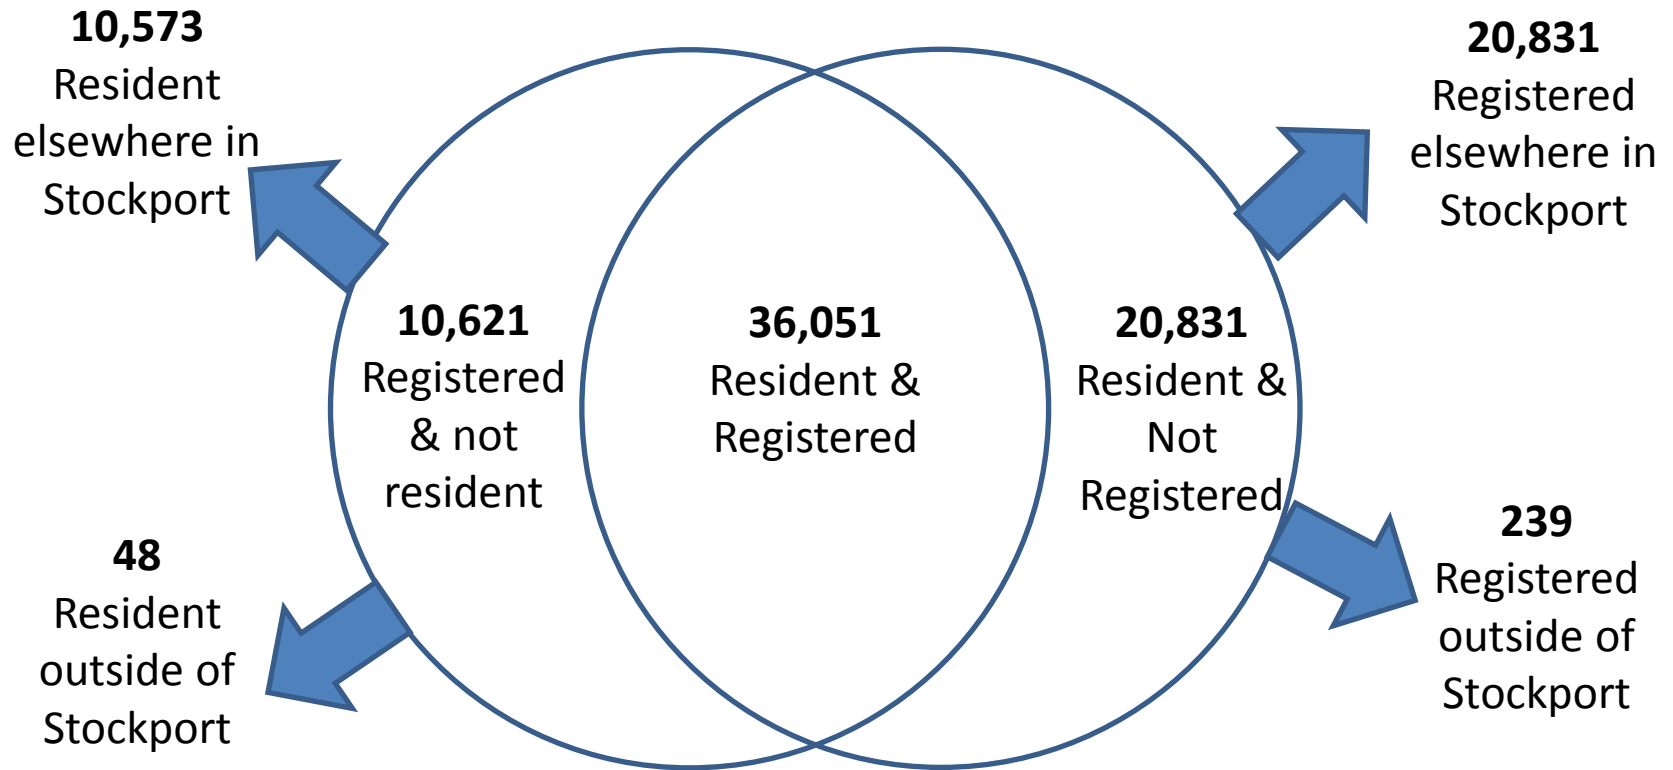 10,573
Resident
elsewhere in
Stockport
20,831
Registered
elsewhere in
Stockport
10,621
Registered
& not
resident
36,051
Resident &
Registered
20,831
Resident &
Not
Registered
48
Resident
outside of
Stockport
239
Registered
outside of
Stockport